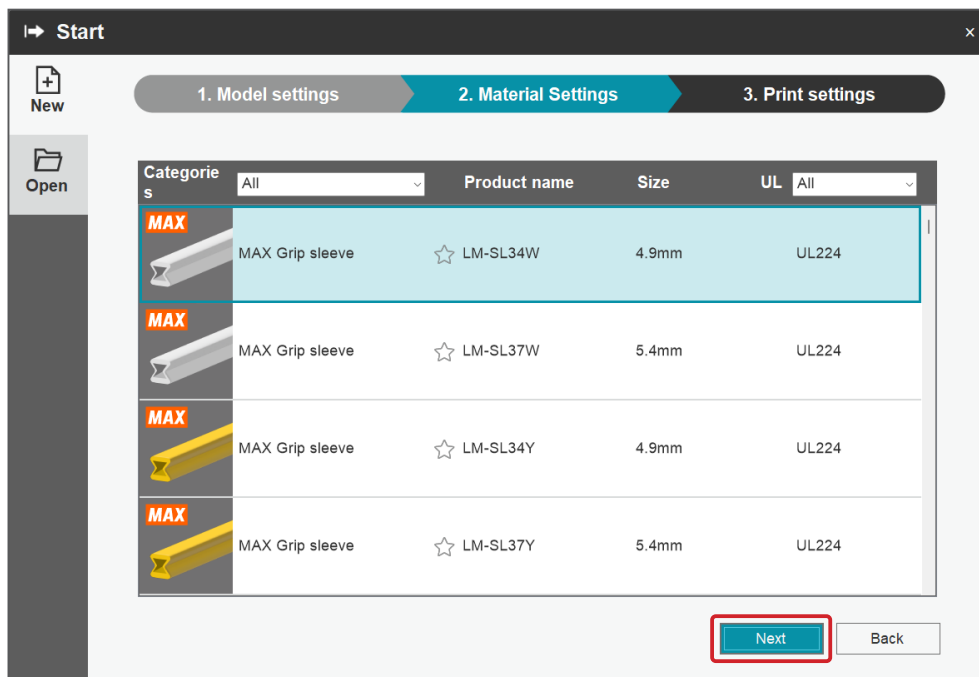 Start
×
New
Open
1. Model settings
2. Material Settings
3. Print settings
Categorie
s
All
Product name
Size
UL
All
MAX
MAX Grip sleeve
LM-SL34W
4.9mm
UL224
MAX
MAX Grip sleeve
LM-SL37W
5.4mm
UL224
MAX
MAX Grip sleeve
LM-SL34Y
4.9mm
UL224
MAX
MAX Grip sleeve
LM-SL37Y
5.4mm
UL224
Next
Back